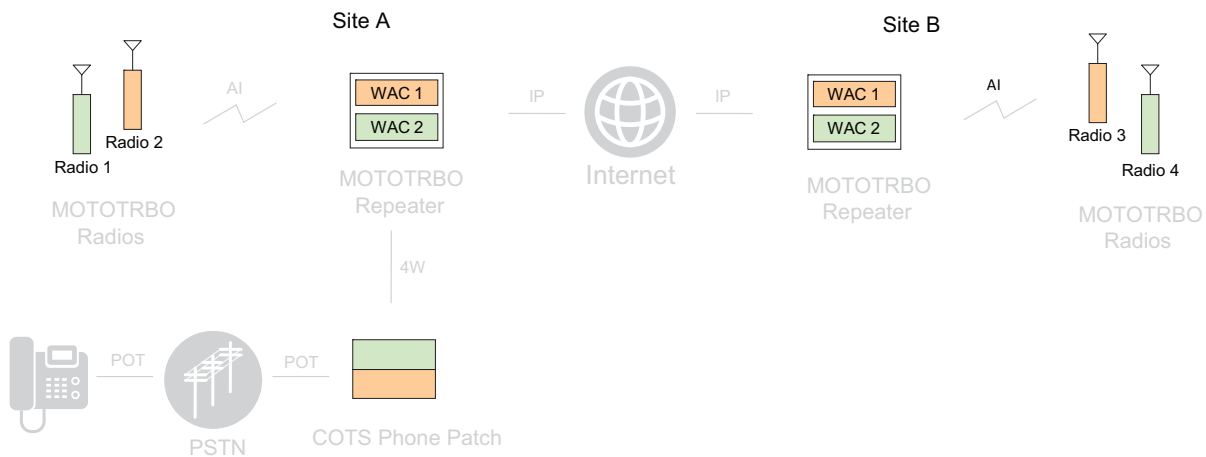 Site A
Site B
AI
WAC 1
WAC 2
IP
Internet
IP
WAC 1
WAC 2
AI
Radio 1
Radio 2
Radio 3
Radio 4
MOTOTRBO
Radios
MOTOTRBO
Repeater
MOTOTRBO
Repeater
MOTOTRBO
Radios
4W
POT
PSTN
POT
COTS Phone Patch